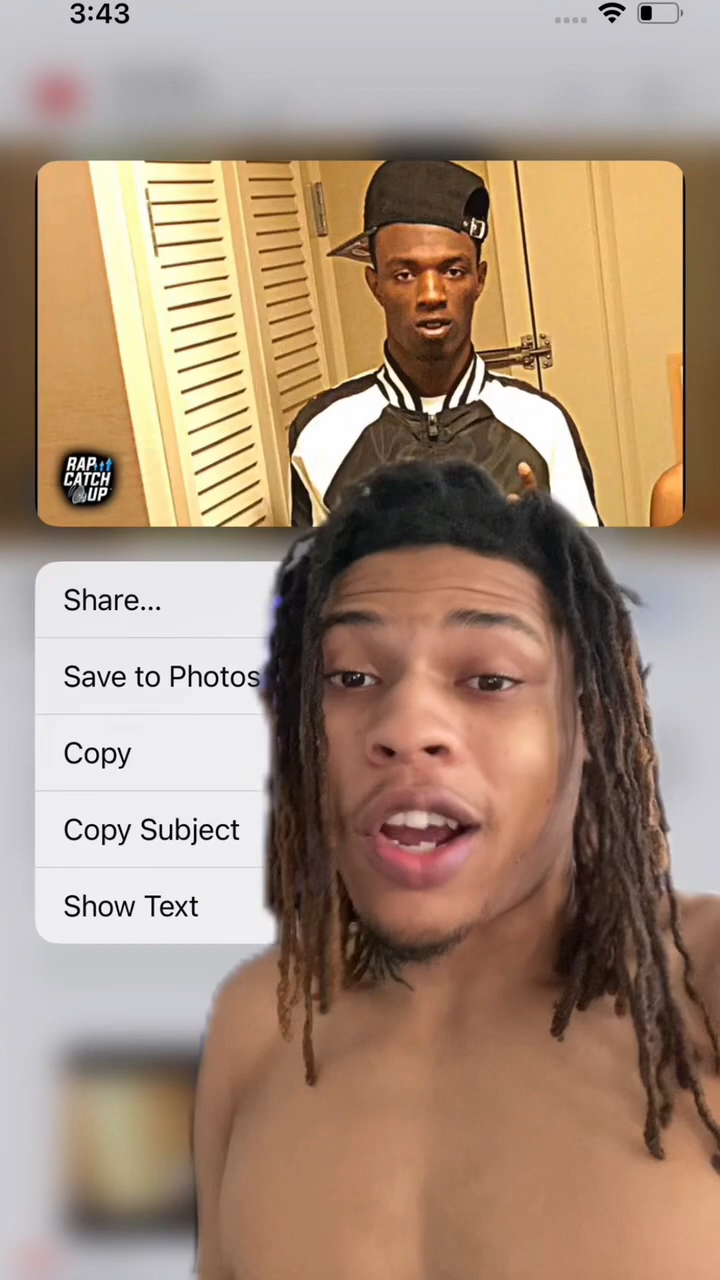 3:43
RAP
CATCH
UP
Share...
Save to Photos
Copy
Copy Subject
Show Text